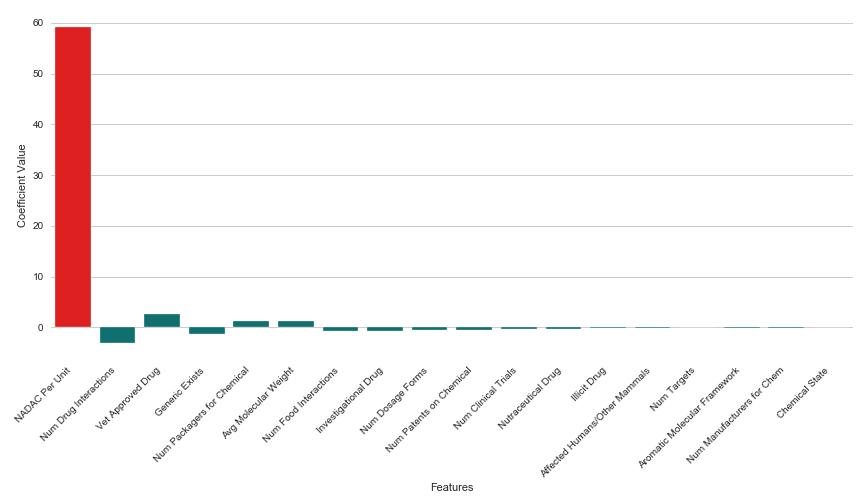 60
50
40
30
20
10
0
Coefficient Value
NADAC Per Unit
Num Drug Interactions
Vet Approved Drug
Generic Exists
Num Packagers for Chemical
Avg Molecular Weight
Num Food Interactions
Investigational Drug
Num Dosage Forms
Num Patents on Chemical
Num Clinical Trials
Nutraceutical Drug
Illicit Drug
Affected Humans/Other Mammals
Num Targets
Aromatic Molecular Framework
Num Manufacturers for Chem
Chemical State
Features